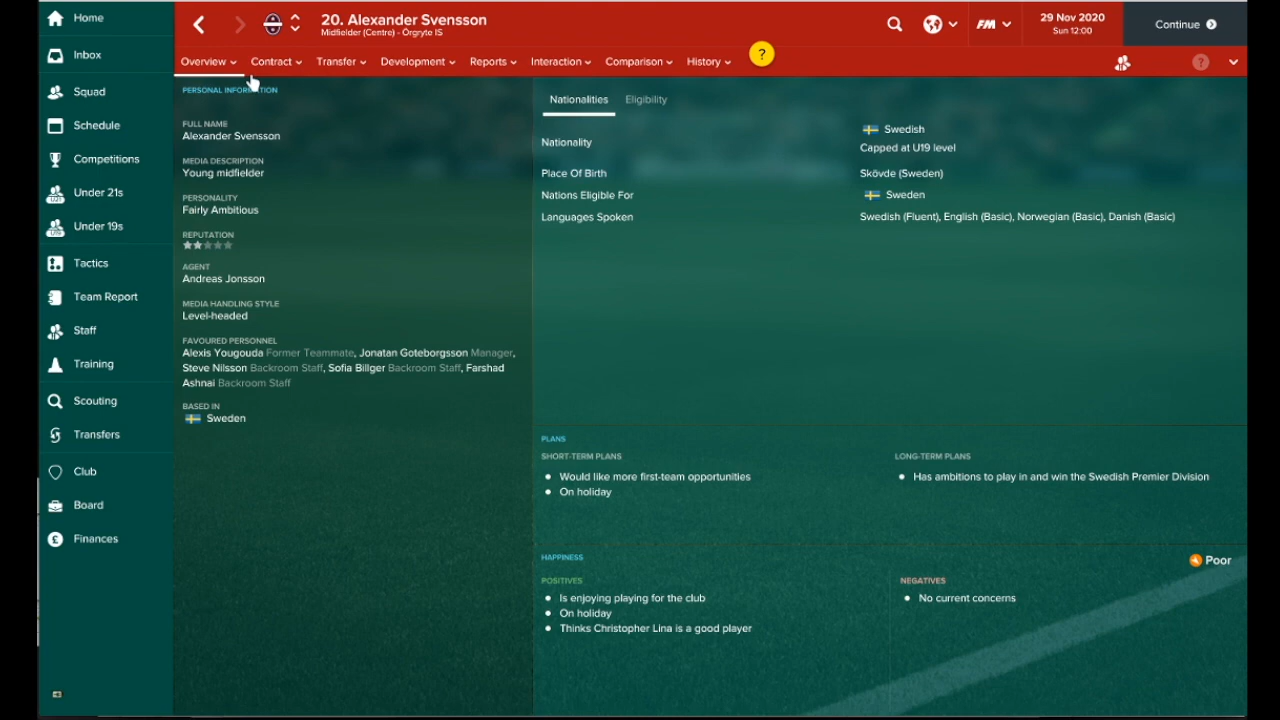 Home
Inbox
Squad
Schedule
Competitions
Under 21s
Under 19s
Tactics
Team Report
Staff
Training
Scouting
Transfers
Club
Board
Finances
20. Alexander Svensson
Midfielder (Centre) - Orgryte IS
FM
29 Nov 2020
Sun 12:00
Continue
Overview
Contract
Transfer
Development
Reports
Interaction
Comparison
History
?
?
PERSONAL INFORMATION
FULL NAME
Alexander Svensson
MEDIA DESCRIPTION
Young midfielder
PERSONALITY
Fairly Ambitious
REPUTATION
AGENT
Andreas Jonsson
MEDIA HANDLING STYLE
Level-headed
FAVOURED PERSONNEL
Alexis Yougouda Former Teammate, Jonatan Goteborgsson Manager,
Steve Nilsson Backroom Staff, Sofia Billger Backroom Staff, Farshad
Ashnai Backroom Staff
BASED IN
Sweden
Nationalities
Eligibility
Nationality
Swedish
Capped at U19 level
Place Of Birth
Skövde (Sweden)
Nations Eligible For
Sweden
Languages Spoken
Swedish (Fluent), English (Basic), Norwegian (Basic), Danish (Basic)
PLANS
SHORT-TERM PLANS
Would like more first-team opportunities
On holiday
LONG-TERM PLANS
Has ambitions to play in and win the Swedish Premier Division
HAPPINESS
Poor
POSITIVES
Is enjoying playing for the club
On holiday
Thinks Christopher Lina is a good player
NEGATIVES
No current concerns